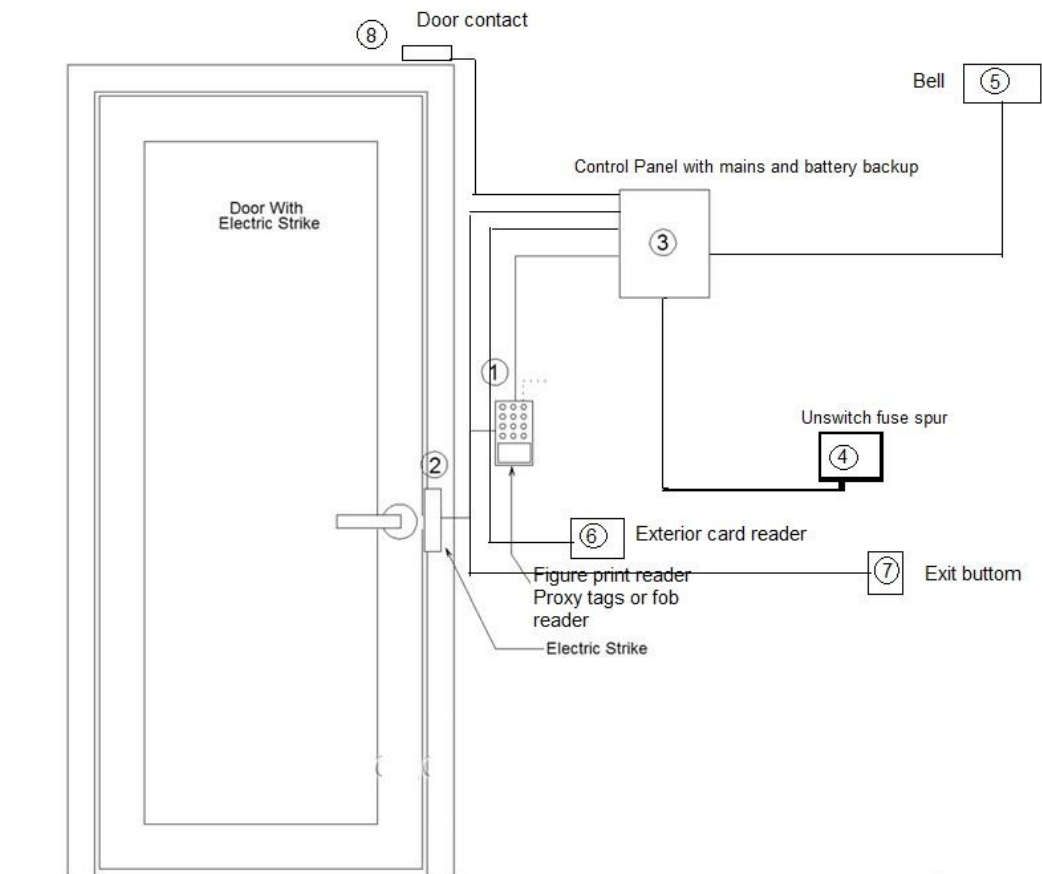 Door contact
8
Bell
5
Control Panel with mains and battery backup
Door With
Electric Strike
3
1
Unswitch fuse spur
4
2
6
Exterior card reader
7
Exit buttom
Figure print reader
Proxy tags or fob
reader
Electric Strike